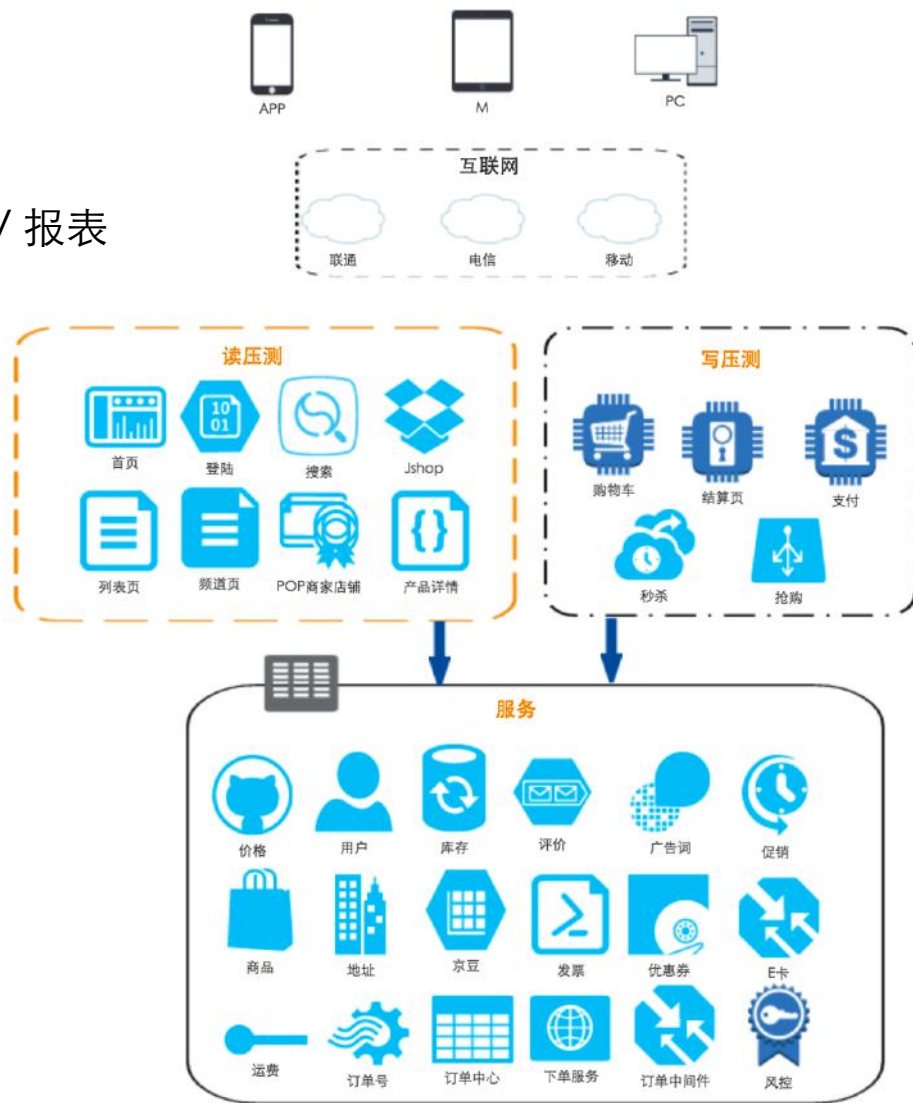 APP
M
PC
互联网
/ 报表
联通
电信
移动
读压测
写压测
首页
登陆
搜索
Jshop
购物车
结算页
支付
列表页
频道页
POP商家店铺
产品详情
秒杀
抢购
10
01
$
{}
服务
价格
用户
库存
评价
广告词
促销
商品
地址
京豆
发票
优惠券
E卡
运费
订单号
订单中心
下单服务
订单中间件
风控